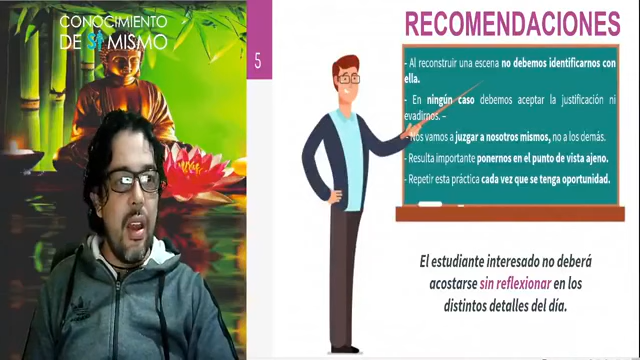 CONOCIMIENTO
DE SÍ MISMO
5
RECOMENDACIONES
- Al reconstruir una escena no debemos identificarnos con
ella.
- En ningún caso debemos aceptar la justificación ni
evadirnos. –
- Nos vamos a juzgar a nosotros mismos, no a los demás.
- Resulta importante ponernos en el punto de vista ajeno.
- Repetir esta práctica cada vez que se tenga oportunidad.
El estudiante interesado no deberá
acostarse sin reflexionar en los
distintos detalles del día.